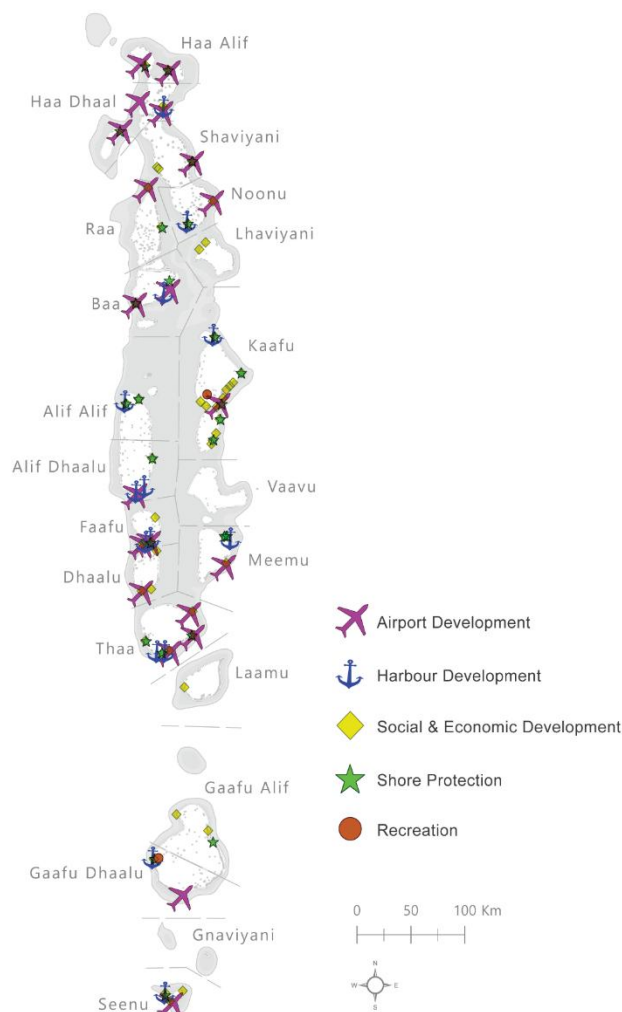 Haa Alif
Haa Dhaal
Shaviyani
Noonu
Raa
Lhaviyani
Baa
Kaafu
Alif Alif
Alif Dhaalu
Vaavu
Faafu
Meemu
Dhaalu
Airport Development
Thaa
Laamu
Harbour Development
Social & Economic Development
Shore Protection
Gaafu Alif
Recreation
Gaafu Dhaalu
0 50 100 Km
Gnaviyani
N
W E
S
Seenu